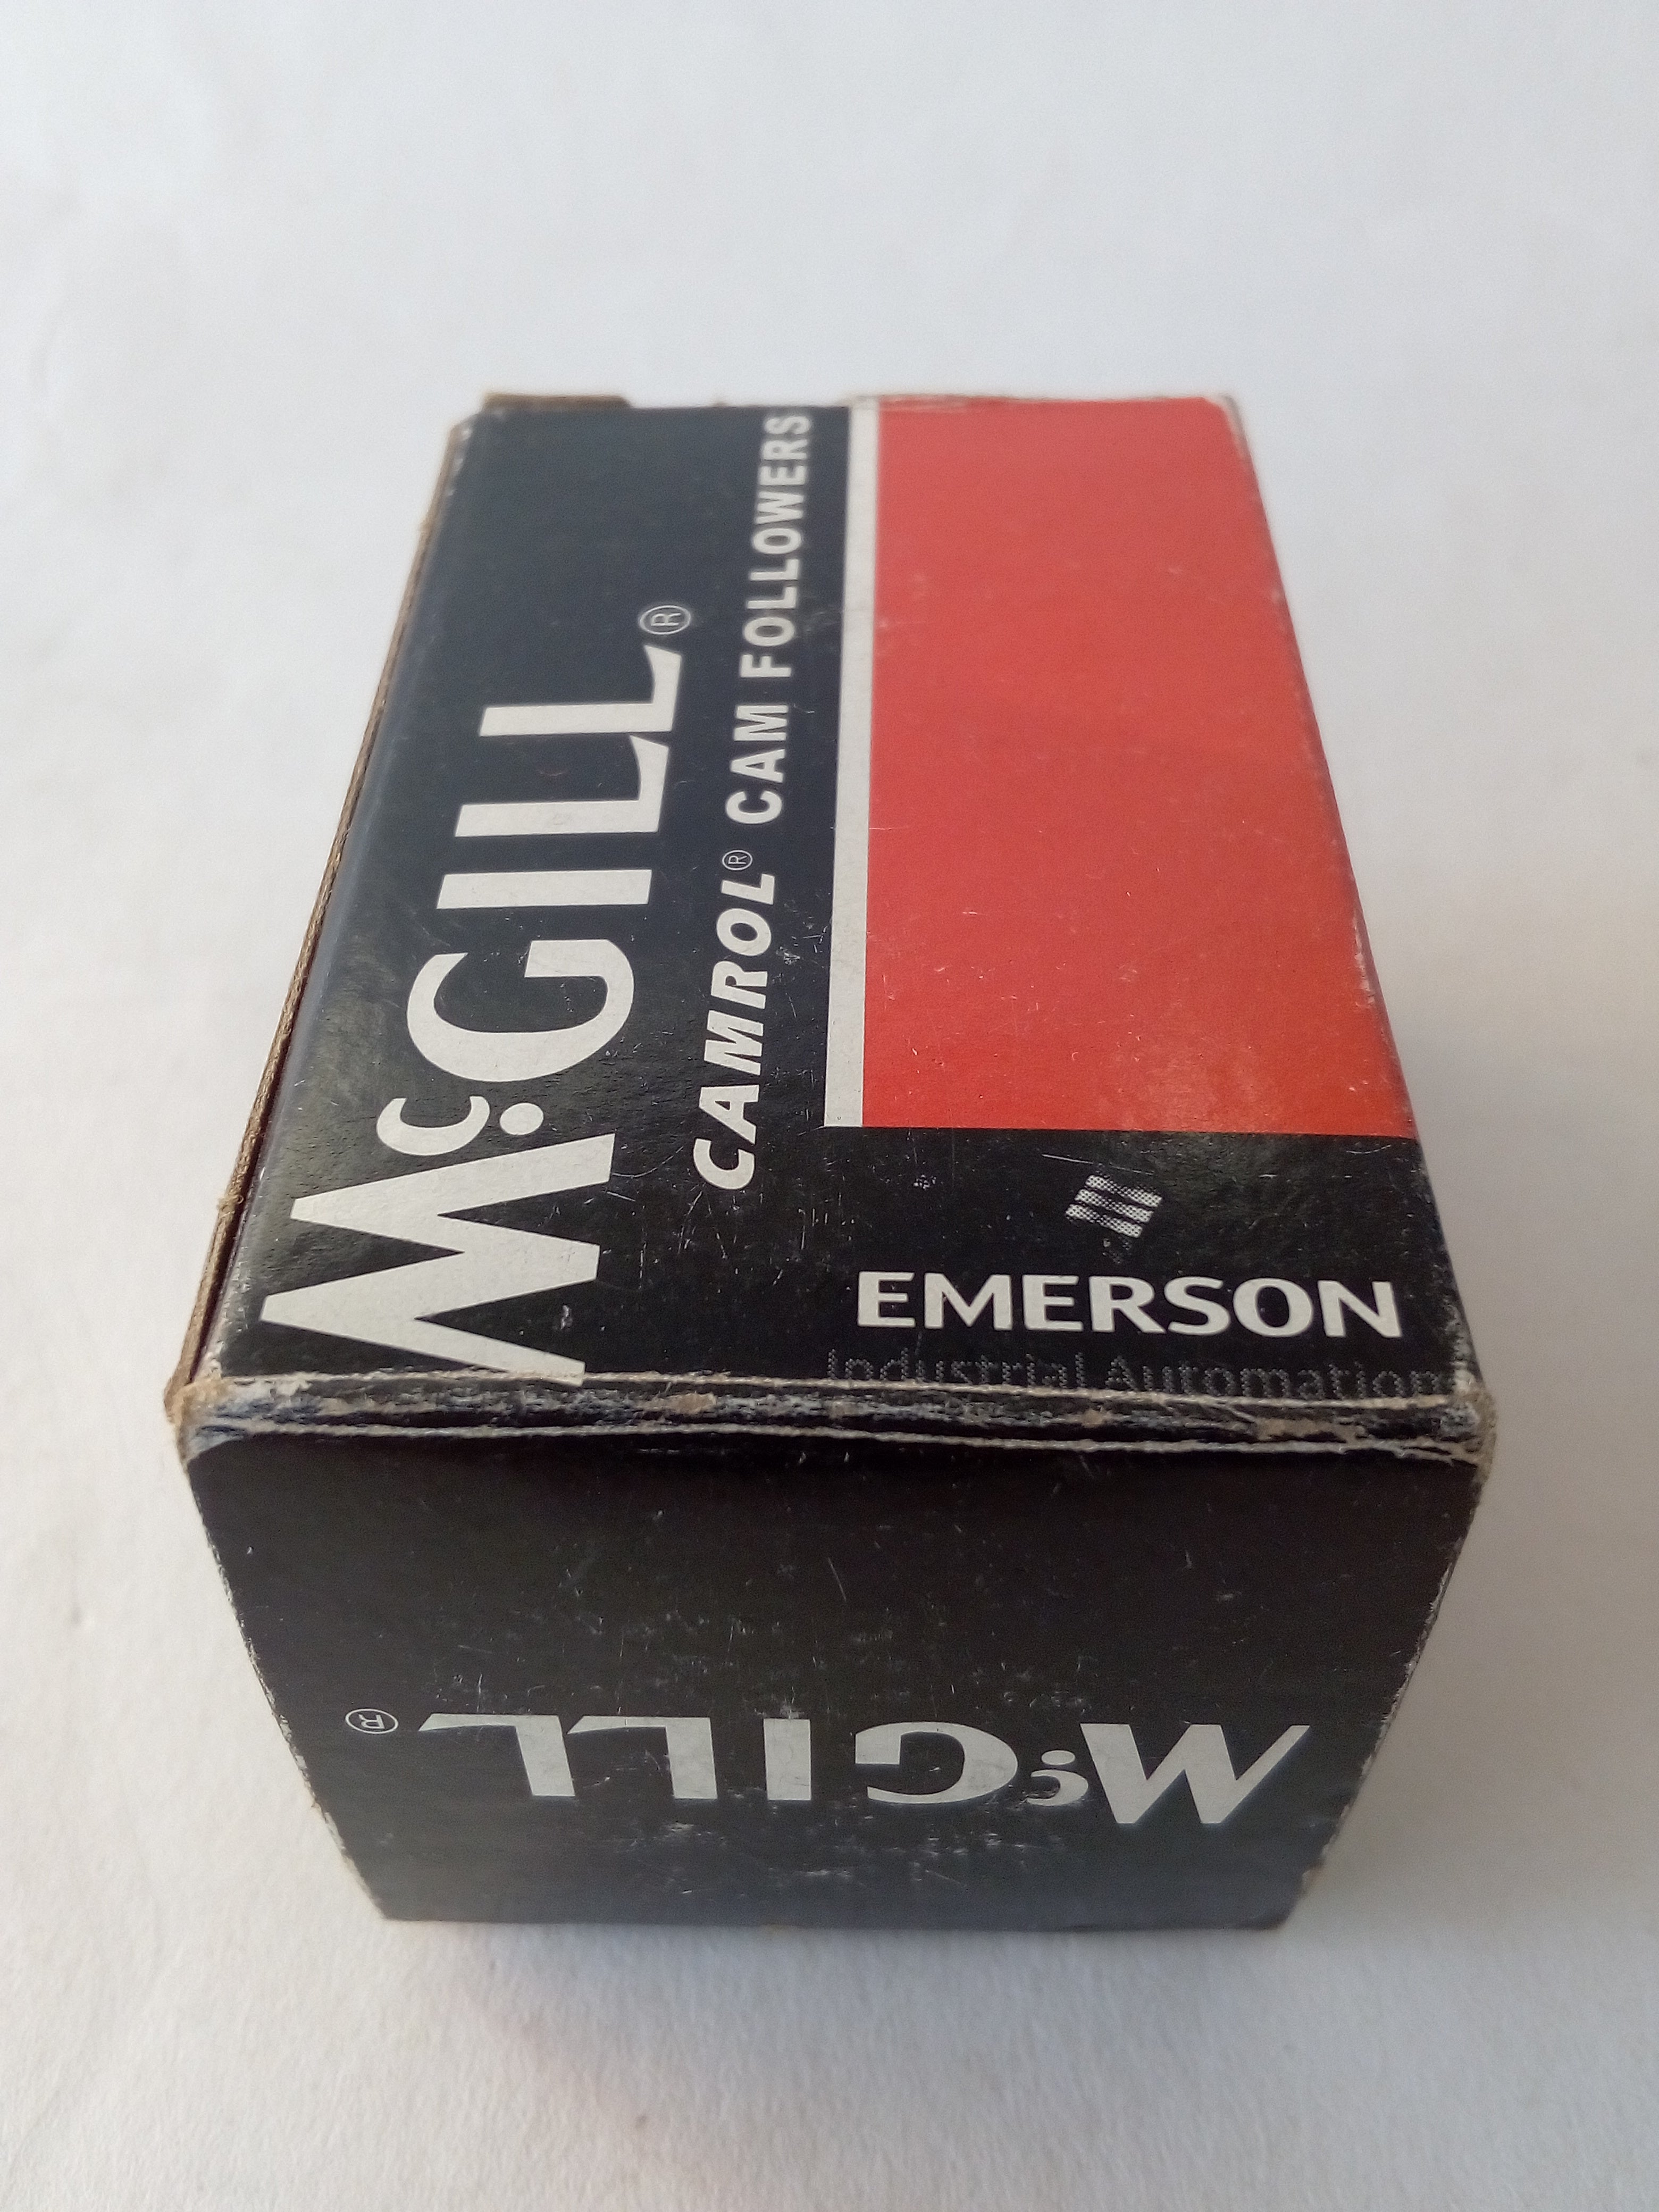 McGILL®
CAMROL® CAM FOLLOWERS
EMERSON
Industrial Automation
McGILL®